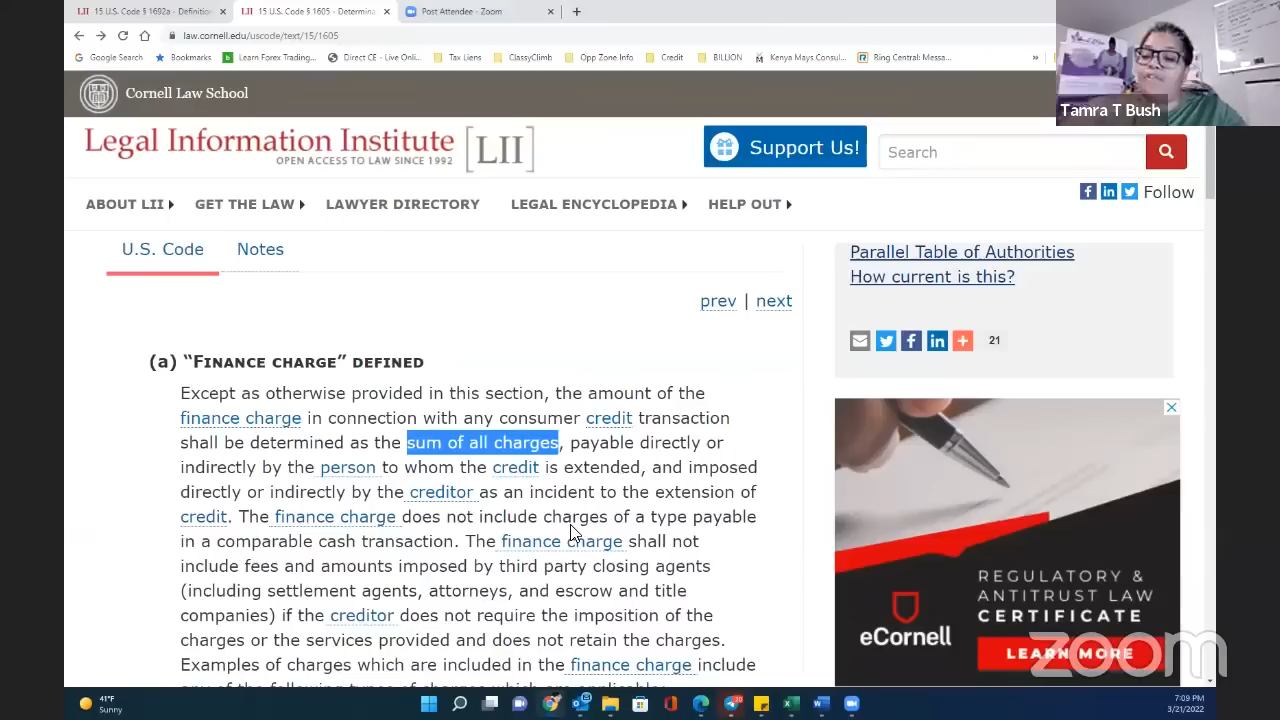 15 U.S. Code § 1692a - Definition
15 U.S. Code § 1605 - Determina
Post Attendee - Zoom
law.cornell.edu/uscode/text/15/1605
Google Search
Bookmarks
Learn Forex Trading...
Direct CE - Live Onli...
Tax Liens
ClassyClimb
Opp Zone Info
Credit
BILLION
Kenya Mays Consul...
Ring Central: Messa...
»
Tamra T Bush
Cornell Law School
Legal Information Institute [LII]
OPEN ACCESS TO LAW SINCE 1992
Support Us!
Search
ABOUT LII
GET THE LAW
LAWYER DIRECTORY
LEGAL ENCYCLOPEDIA
HELP OUT
Follow
U.S. Code
Notes
prev | next
(a) “FINANCE CHARGE” DEFINED
Except as otherwise provided in this section, the amount of the
finance charge in connection with any consumer credit transaction
shall be determined as the sum of all charges, payable directly or
indirectly by the person to whom the credit is extended, and imposed
directly or indirectly by the creditor as an incident to the extension of
credit. The finance charge does not include charges of a type payable
in a comparable cash transaction. The finance charge shall not
include fees and amounts imposed by third party closing agents
(including settlement agents, attorneys, and escrow and title
companies) if the creditor does not require the imposition of the
charges or the services provided and does not retain the charges.
Examples of charges which are included in the finance charge include
Parallel Table of Authorities
How current is this?
21
REGULATORY &
ANTITRUST LAW
CERTIFICATE
eCornell
LEARN MORE
zoom
41°F
Sunny
7:09 PM
3/21/2022